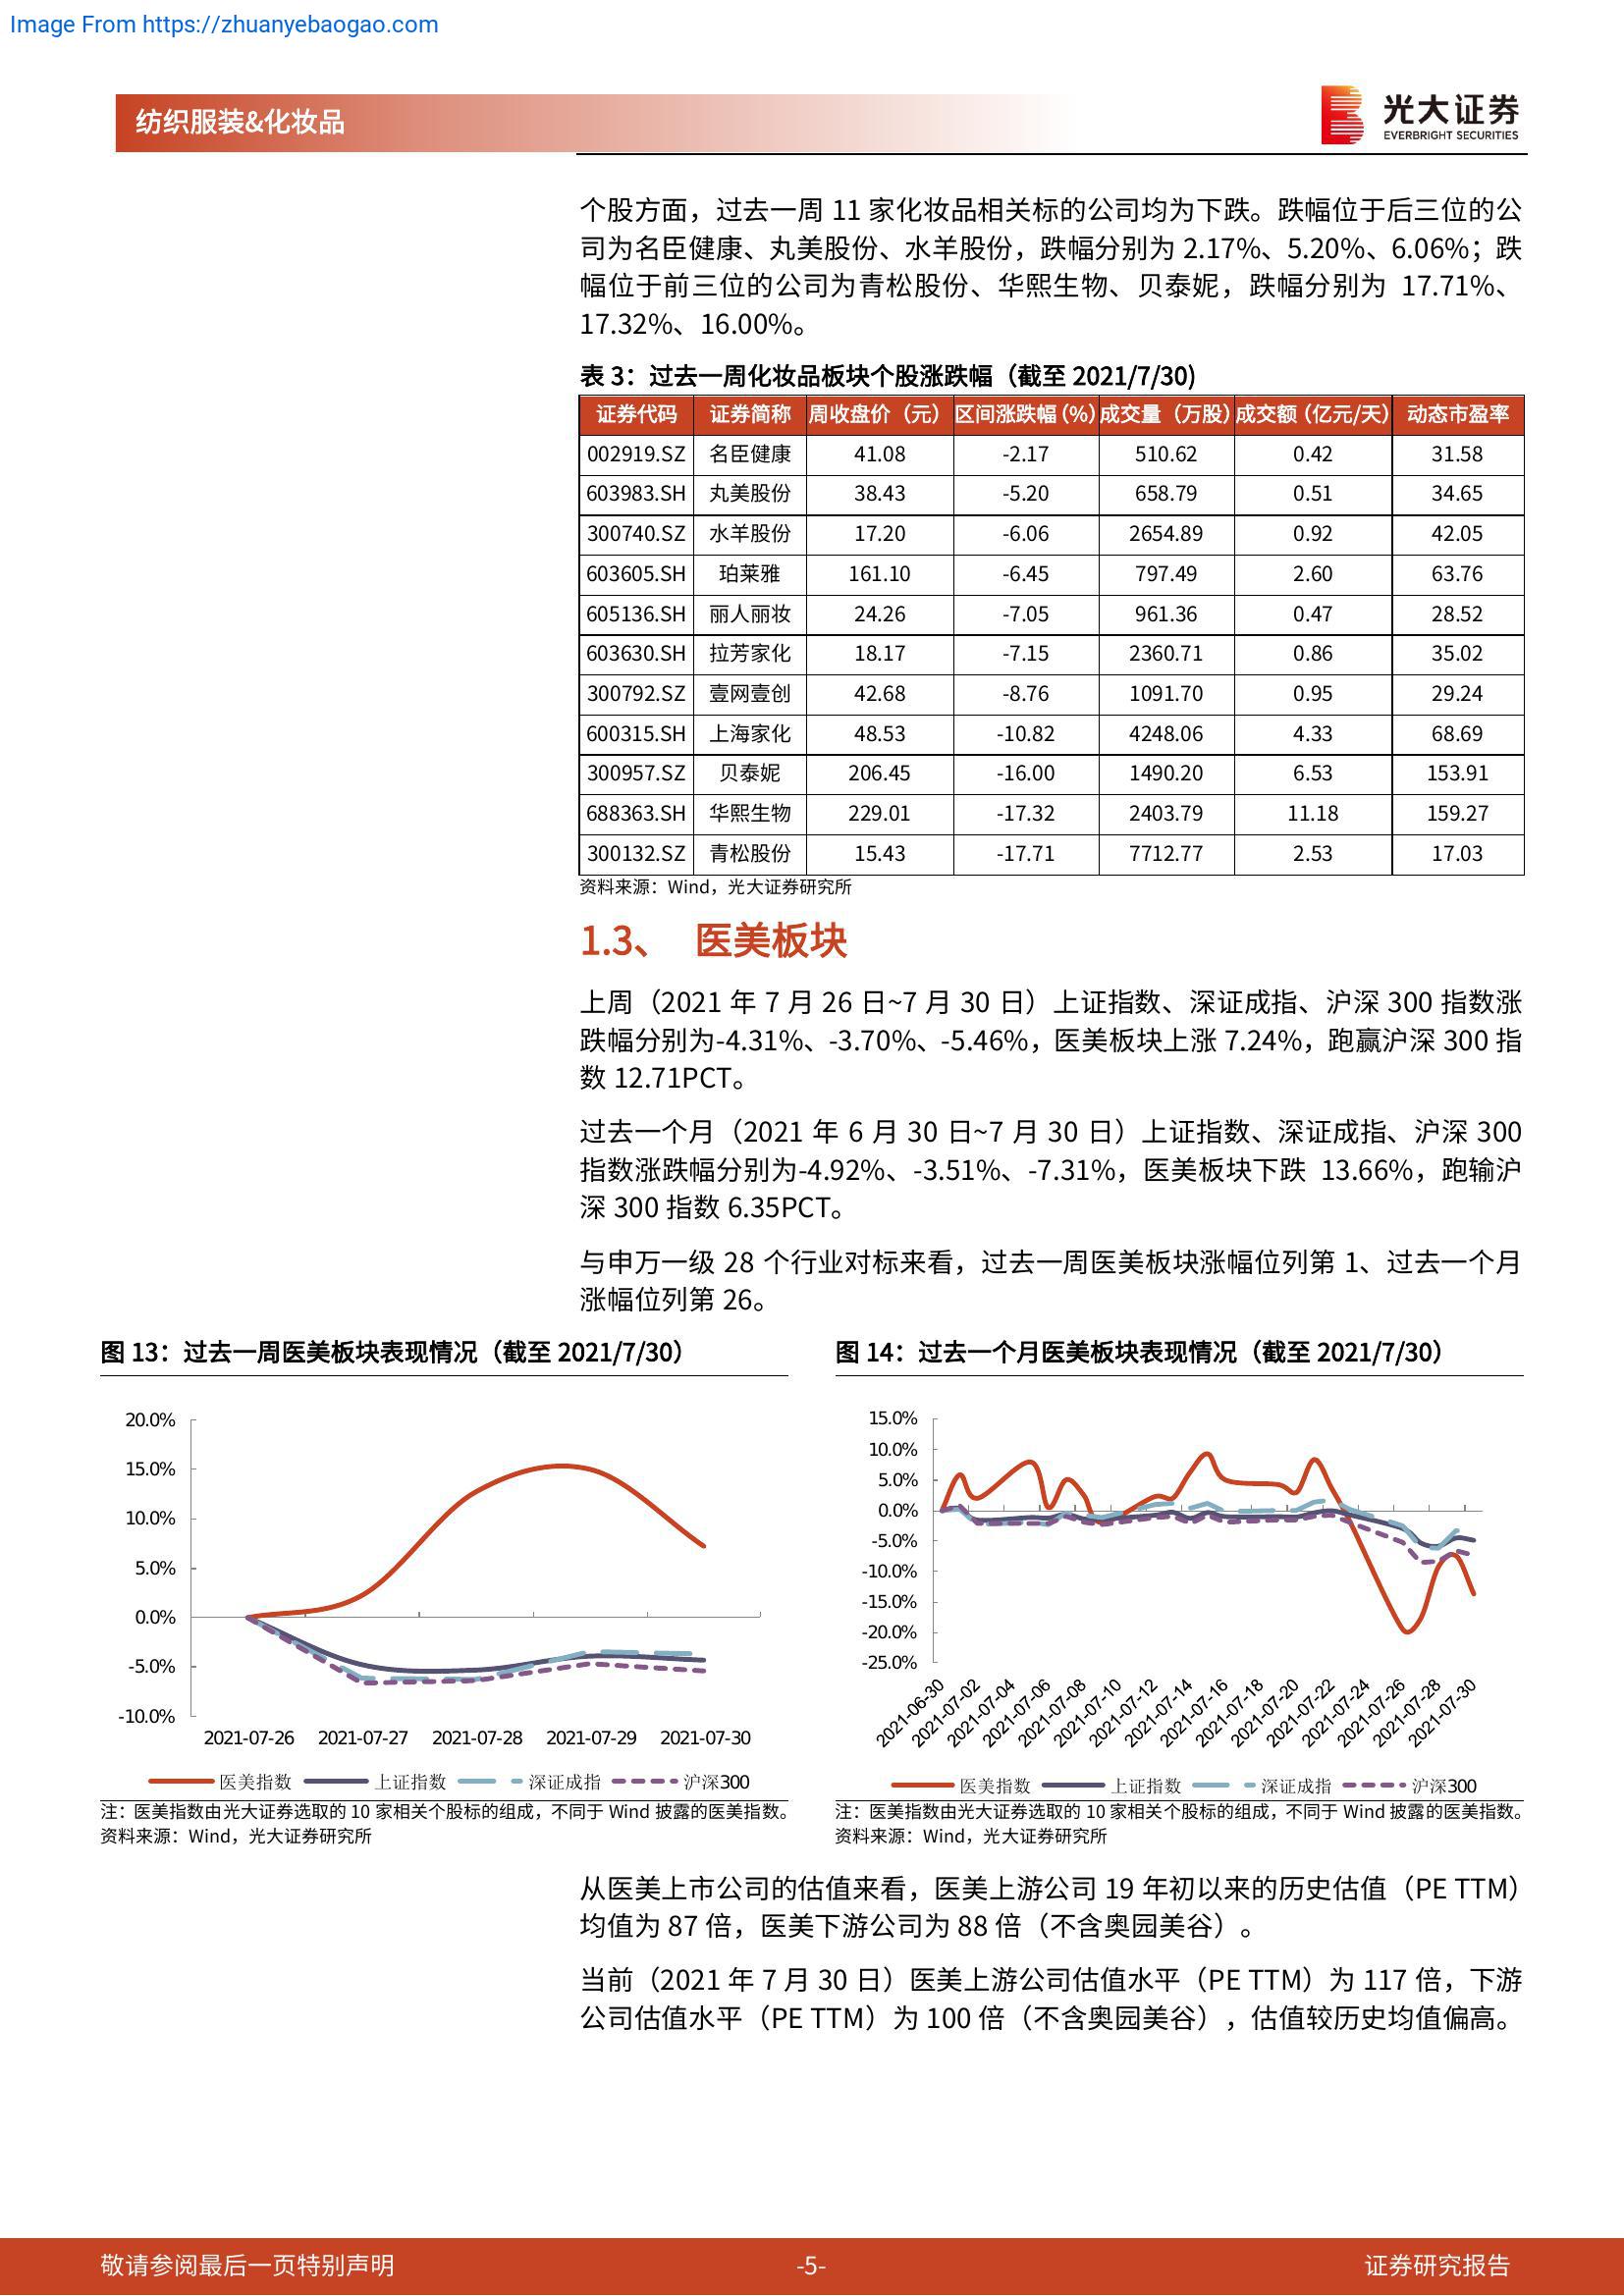 Image From https://zhuanyebaogao.com
纺织服装&化妆品
光大证券
EVERBRIGHT SECURITIES
个股方面，过去一周 11 家化妆品相关标的公司均为下跌。跌幅位于后三位的公
司为名臣健康、丸美股份、水羊股份，跌幅分别为 2.17%、5.20%、6.06%；跌
幅位于前三位的公司为青松股份、华熙生物、贝泰妮，跌幅分别为 17.71%、
17.32%、16.00%。
表 3：过去一周化妆品板块个股涨跌幅（截至 2021/7/30)
证券代码 证券简称 周收盘价（元） 区间涨跌幅（%） 成交量（万股） 成交额（亿元/天） 动态市盈率
002919.SZ 名臣健康 41.08 -2.17 510.62 0.42 31.58
603983.SH 丸美股份 38.43 -5.20 658.79 0.51 34.65
300740.SZ 水羊股份 17.20 -6.06 2654.89 0.92 42.05
603605.SH 珀莱雅 161.10 -6.45 797.49 2.60 63.76
605136.SH 丽人丽妆 24.26 -7.05 961.36 0.47 28.52
603630.SH 拉芳家化 18.17 -7.15 2360.71 0.86 35.02
300792.SZ 壹网壹创 42.68 -8.76 1091.70 0.95 29.24
600315.SH 上海家化 48.53 -10.82 4248.06 4.33 68.69
300957.SZ 贝泰妮 206.45 -16.00 1490.20 6.53 153.91
688363.SH 华熙生物 229.01 -17.32 2403.79 11.18 159.27
300132.SZ 青松股份 15.43 -17.71 7712.77 2.53 17.03
资料来源：Wind，光大证券研究所
1.3、 医美板块
上周（2021 年 7 月 26 日~7 月 30 日）上证指数、深证成指、沪深 300 指数涨
跌幅分别为-4.31%、-3.70%、-5.46%，医美板块上涨 7.24%，跑赢沪深 300 指
数 12.71PCT。
过去一个月（2021 年 6 月 30 日~7 月 30 日）上证指数、深证成指、沪深 300
指数涨跌幅分别为-4.92%、-3.51%、-7.31%，医美板块下跌 13.66%，跑输沪
深 300 指数 6.35PCT。
与申万一级 28 个行业对标来看，过去一周医美板块涨幅位列第 1、过去一个月
涨幅位列第 26。
图 13：过去一周医美板块表现情况（截至 2021/7/30）
20.0%
15.0%
10.0%
5.0%
0.0%
-5.0%
-10.0%
2021-07-26 2021-07-27 2021-07-28 2021-07-29 2021-07-30
医美指数 上证指数 深证成指 沪深300
注：医美指数由光大证券选取的 10 家相关个股标的组成，不同于 Wind 披露的医美指数。
资料来源：Wind，光大证券研究所
图 14：过去一个月医美板块表现情况（截至 2021/7/30）
15.0%
10.0%
5.0%
0.0%
-5.0%
-10.0%
-15.0%
-20.0%
-25.0%
2021-06-30 2021-07-02 2021-07-04 2021-07-06 2021-07-08 2021-07-10 2021-07-12 2021-07-14 2021-07-16 2021-07-18 2021-07-20 2021-07-22 2021-07-24 2021-07-26 2021-07-28 2021-07-30
医美指数 上证指数 深证成指 沪深300
注：医美指数由光大证券选取的 10 家相关个股标的组成，不同于 Wind 披露的医美指数。
资料来源：Wind，光大证券研究所
从医美上市公司的估值来看，医美上游公司 19 年初以来的历史估值（PE TTM）
均值为 87 倍，医美下游公司为 88 倍（不含奥园美谷）。
当前（2021 年 7 月 30 日）医美上游公司估值水平（PE TTM）为 117 倍，下游
公司估值水平（PE TTM）为 100 倍（不含奥园美谷），估值较历史均值偏高。
敬请参阅最后一页特别声明
-5-
证券研究报告